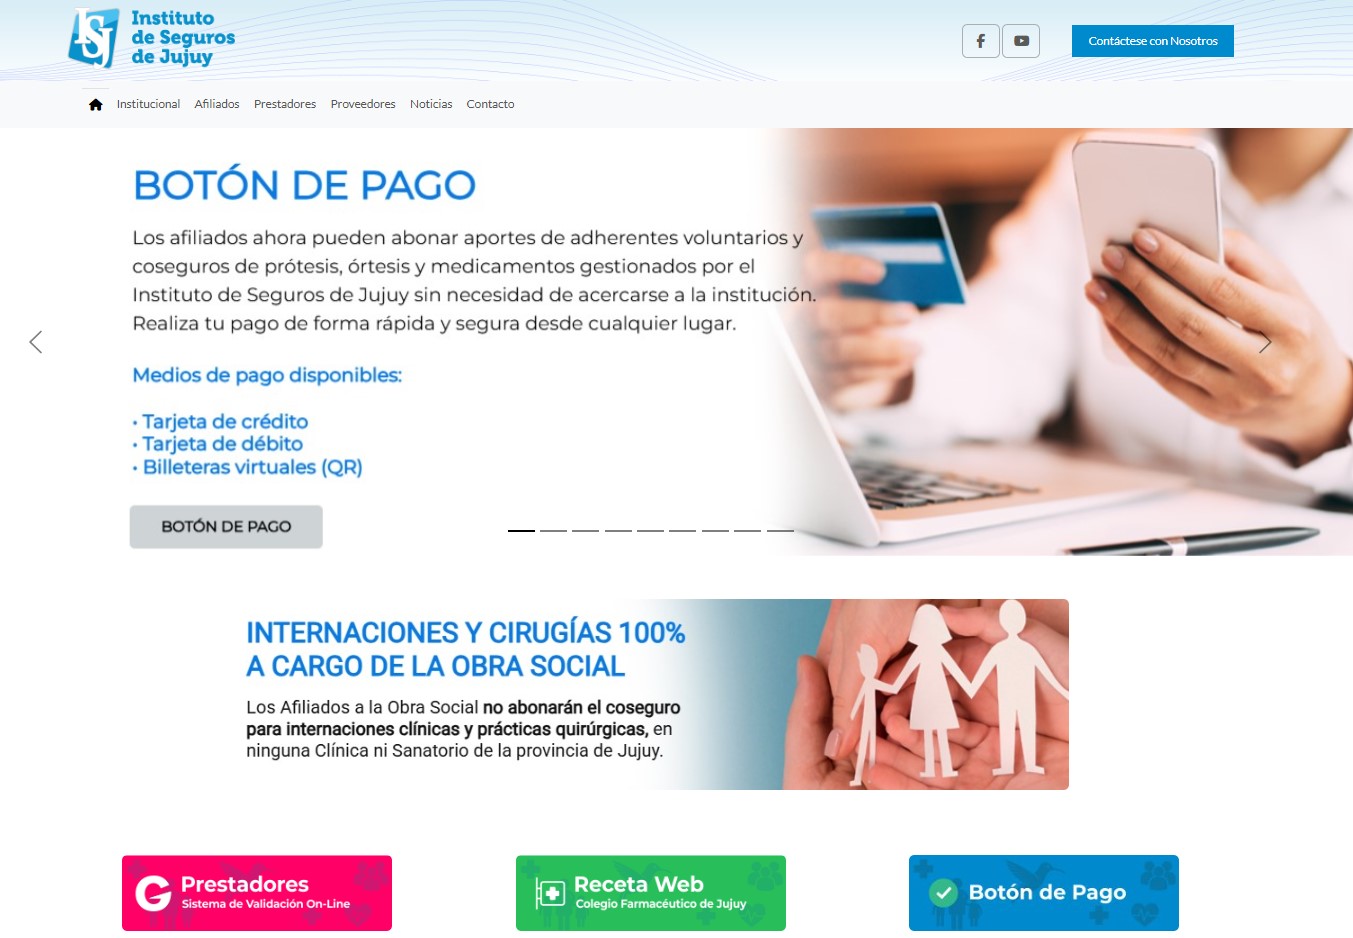 ISJ
Instituto
de Seguros
de Jujuy
Contáctese con Nosotros
Institucional Afiliados Prestadores Proveedores Noticias Contacto
BOTÓN DE PAGO
Los afiliados ahora pueden abonar aportes de adherentes voluntarios y
coseguros de prótesis, órtesis y medicamentos gestionados por el
Instituto de Seguros de Jujuy sin necesidad de acercarse a la institución.
Realiza tu pago de forma rápida y segura desde cualquier lugar.
Medios de pago disponibles:
• Tarjeta de crédito
• Tarjeta de débito
• Billeteras virtuales (QR)
BOTÓN DE PAGO
INTERNACIONES Y CIRUGÍAS 100%
A CARGO DE LA OBRA SOCIAL
Los Afiliados a la Obra Social no abonarán el coseguro
para internaciones clínicas y prácticas quirúrgicas, en
ninguna Clínica ni Sanatorio de la provincia de Jujuy.
G Prestadores
Sistema de Validación On-Line
Receta Web
Colegio Farmacéutico de Jujuy
Botón de Pago